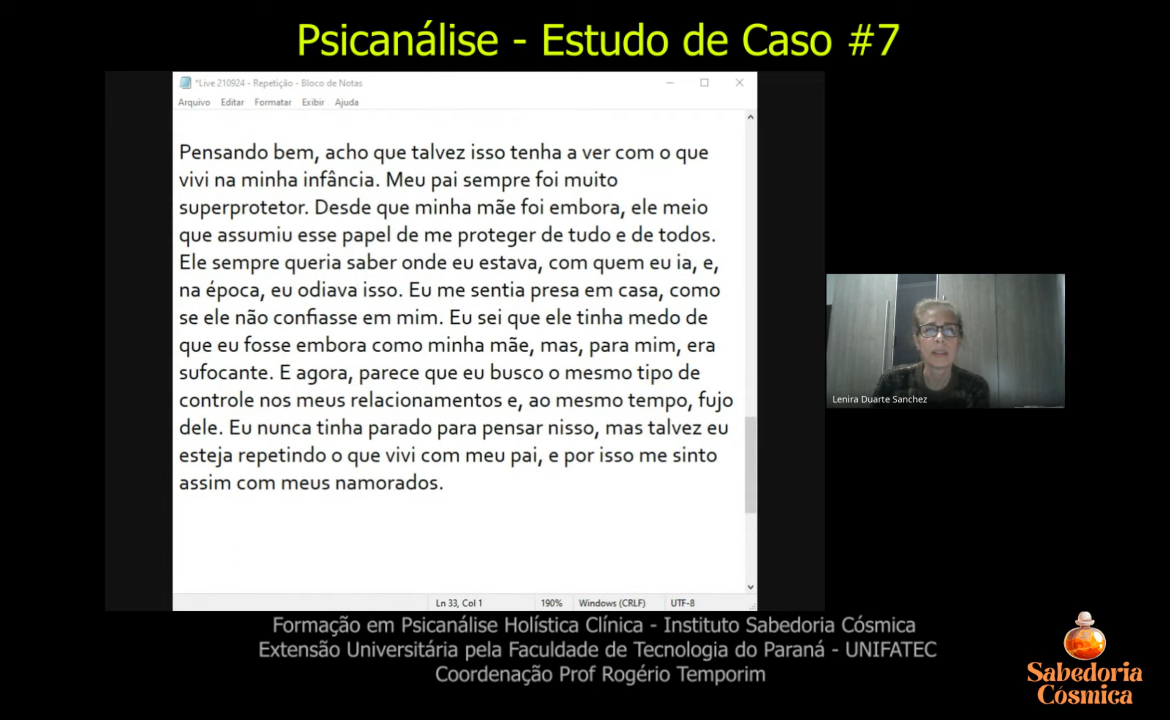 Psicanálise - Estudo de Caso #7
*Live 210924 - Repetição - Bloco de Notas
Arquivo Editar Formatar Exibir Ajuda
Pensando bem, acho que talvez isso tenha a ver com o que
vivi na minha infância. Meu pai sempre foi muito
superprotetor. Desde que minha mãe foi embora, ele meio
que assumiu esse papel de me proteger de tudo e de todos.
Ele sempre queria saber onde eu estava, com quem eu ia, e,
na época, eu odiava isso. Eu me sentia presa em casa, como
se ele não confiasse em mim. Eu sei que ele tinha medo de
que eu fosse embora como minha mãe, mas, para mim, era
sufocante. E agora, parece que eu busco o mesmo tipo de
controle nos meus relacionamentos e, ao mesmo tempo, fujo
dele. Eu nunca tinha parado para pensar nisso, mas talvez eu
esteja repetindo o que vivi com meu pai, e por isso me sinto
assim com meus namorados.
Lenira Duarte Sanchez
Ln 33, Col 1 190% Windows (CRLF) UTF-8
Formação em Psicanálise Holística Clínica - Instituto Sabedoria Cósmica
Extensão Universitária pela Faculdade de Tecnologia do Paraná - UNIFATEC
Coordenação Prof Rogério Temporim
Sabedoria
Cósmica